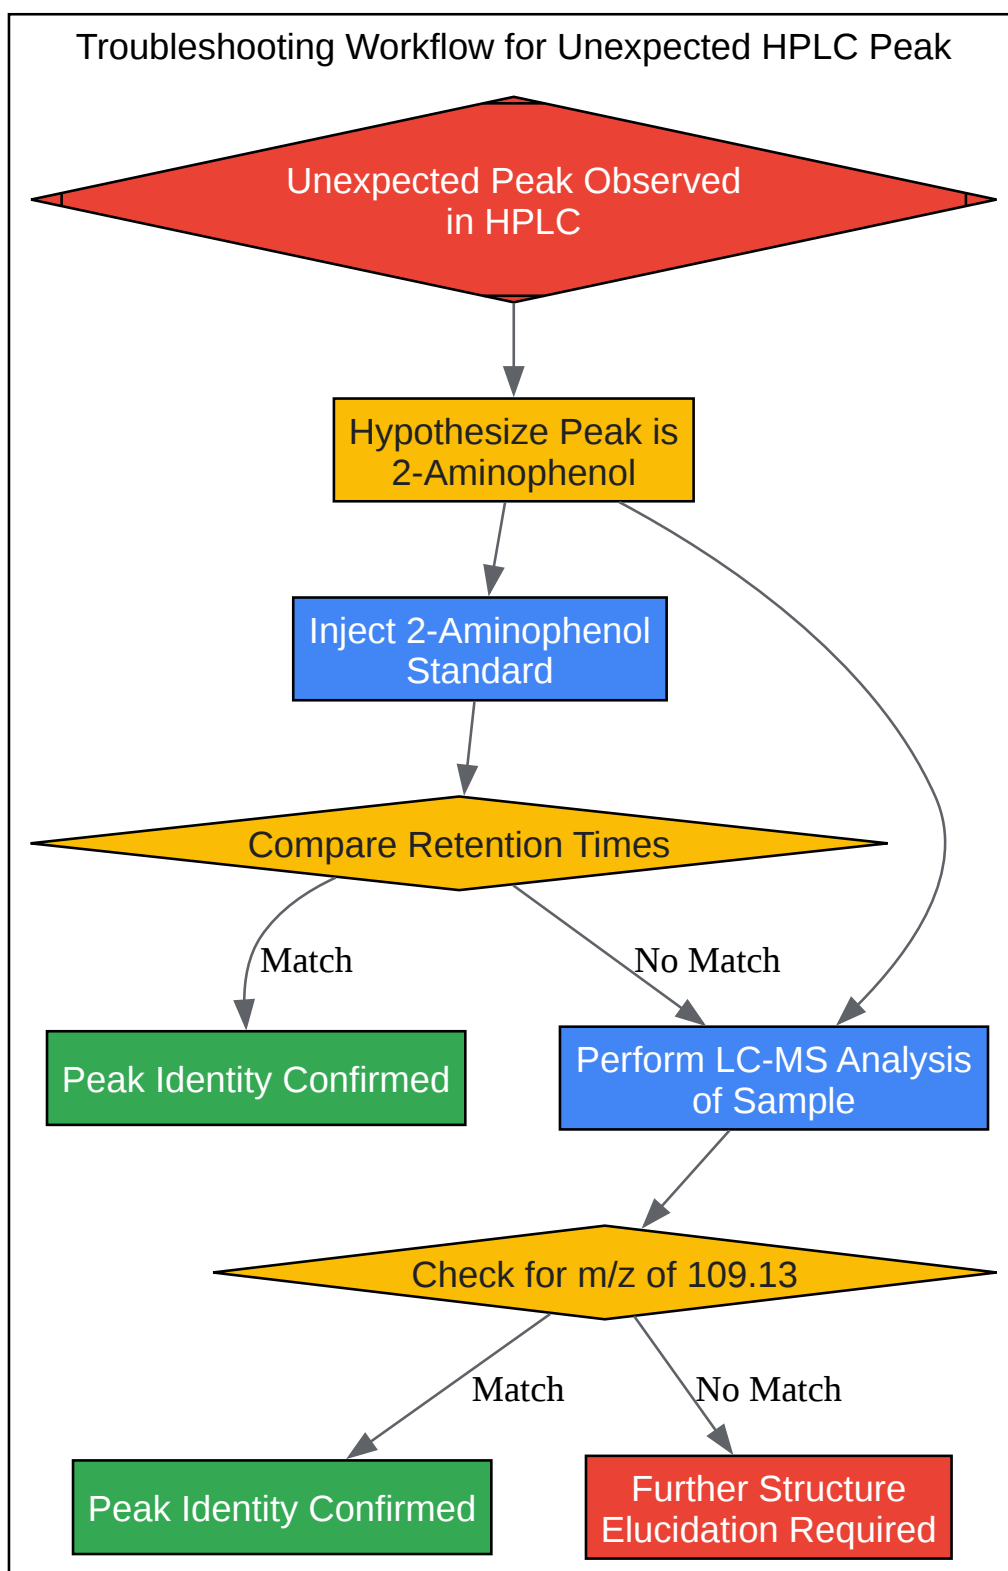 Troubleshooting Workflow for Unexpected HPLC Peak
Unexpected Peak Observed
in HPLC
Hypothesize Peak is
2-Aminophenol
Inject 2-Aminophenol
Standard
Compare Retention Times
Match
No Match
Peak Identity Confirmed
Perform LC-MS Analysis
of Sample
Check for m/z of 109.13
Match
No Match
Peak Identity Confirmed
Further Structure
Elucidation Required